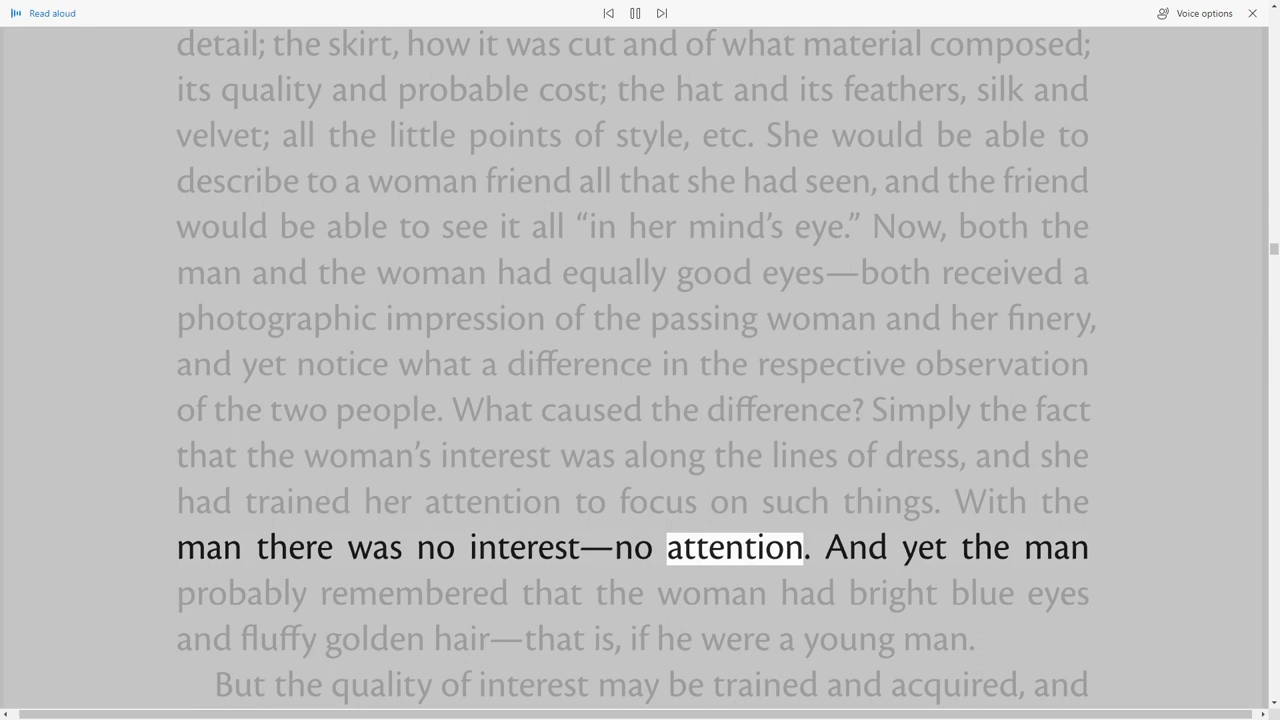 Read aloud
Voice options
detail; the skirt, how it was cut and of what material composed;
its quality and probable cost; the hat and its feathers, silk and
velvet; all the little points of style, etc. She would be able to
describe to a woman friend all that she had seen, and the friend
would be able to see it all “in her mind’s eye.” Now, both the
man and the woman had equally good eyes—both received a
photographic impression of the passing woman and her finery,
and yet notice what a difference in the respective observation
of the two people. What caused the difference? Simply the fact
that the woman’s interest was along the lines of dress, and she
had trained her attention to focus on such things. With the
man there was no interest—no attention. And yet the man
probably remembered that the woman had bright blue eyes
and fluffy golden hair—that is, if he were a young man.
But the quality of interest may be trained and acquired, and